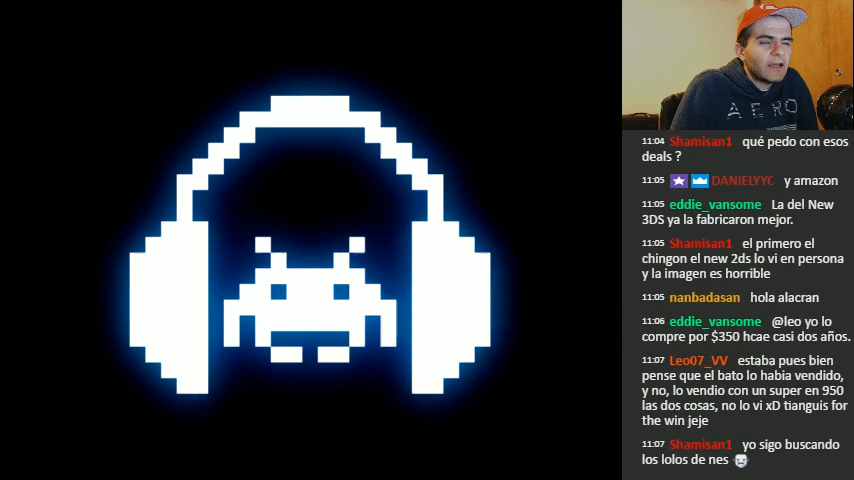 AERO
11:04 Shamisan1 qué pedo con esos
deals ?
11:05 DANIELYYC y amazon
11:05 eddie_vansome La del New
3DS ya la fabricaron mejor.
11:05 Shamisan1 el primero el
chingon el new 2ds lo vi en persona
y la imagen es horrible
11:05 nanbadasan hola alacran
11:06 eddie_vansome @leo yo lo
compre por $350 hcae casi dos años.
11:07 Leo07_VV estaba pues bien
pense que el bato lo habia vendido,
y no, lo vendio con un super en 950
las dos cosas, no lo vi xD tianguis for
the win jeje
11:07 Shamisan1 yo sigo buscando
los lolos de nes